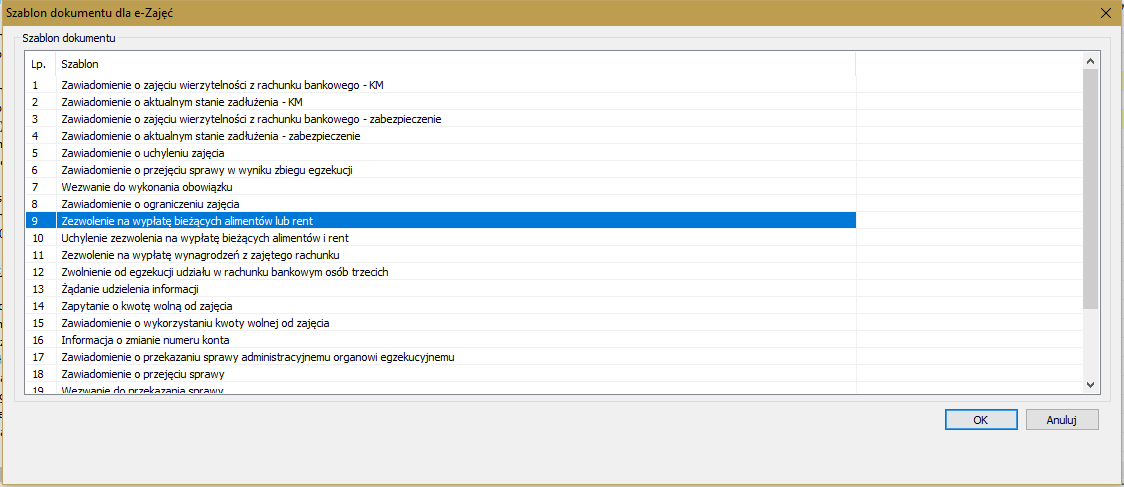 Szablon dokumentu dla e-Zajęć
Szablon dokumentu
Lp. Szablon
1 Zawiadomienie o zajęciu wierzytelności z rachunku bankowego - KM
2 Zawiadomienie o aktualnym stanie zadłużenia - KM
3 Zawiadomienie o zajęciu wierzytelności z rachunku bankowego - zabezpieczenie
4 Zawiadomienie o aktualnym stanie zadłużenia - zabezpieczenie
5 Zawiadomienie o uchyleniu zajęcia
6 Zawiadomienie o przejęciu sprawy w wyniku zbiegu egzekucji
7 Wezwanie do wykonania obowiązku
8 Zawiadomienie o ograniczeniu zajęcia
9 Zezwolenie na wypłatę bieżących alimentów lub rent
10 Uchylenie zezwolenia na wypłatę bieżących alimentów i rent
11 Zezwolenie na wypłatę wynagrodzeń z zajętego rachunku
12 Zwolnienie od egzekucji udziału w rachunku bankowym osób trzecich
13 Żądanie udzielenia informacji
14 Zapytanie o kwotę wolną od zajęcia
15 Zawiadomienie o wykorzystaniu kwoty wolnej od zajęcia
16 Informacja o zmianie numeru konta
17 Zawiadomienie o przekazaniu sprawy administracyjnemu organowi egzekucyjnemu
18 Zawiadomienie o przejęciu sprawy
19 Wezwanie do przekazania sprawy
OK Anuluj